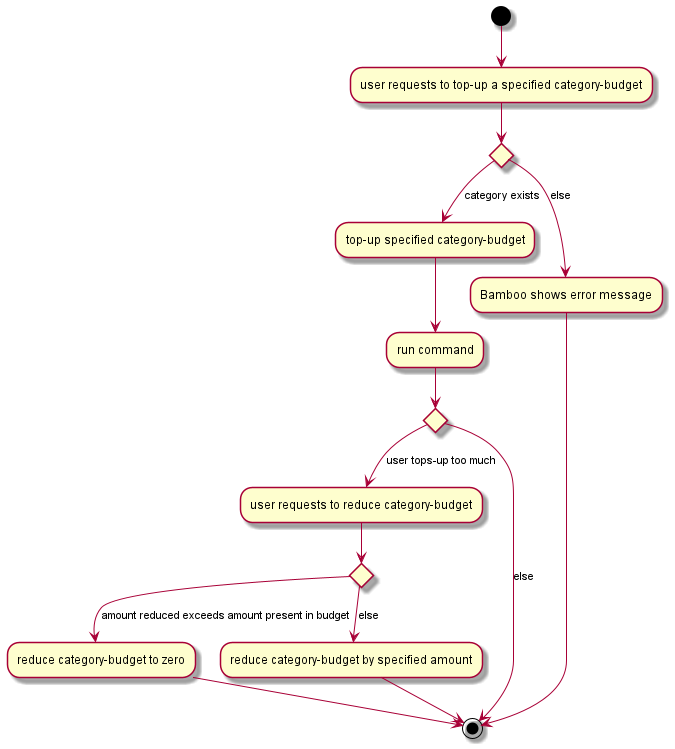 user requests to top-up a specified category-budget
category exists
else
top-up specified category-budget
Bamboo shows error message
run command
user tops-up too much
user requests to reduce category-budget
else
amount reduced exceeds amount present in budget
else
reduce category-budget to zero
reduce category-budget by specified amount